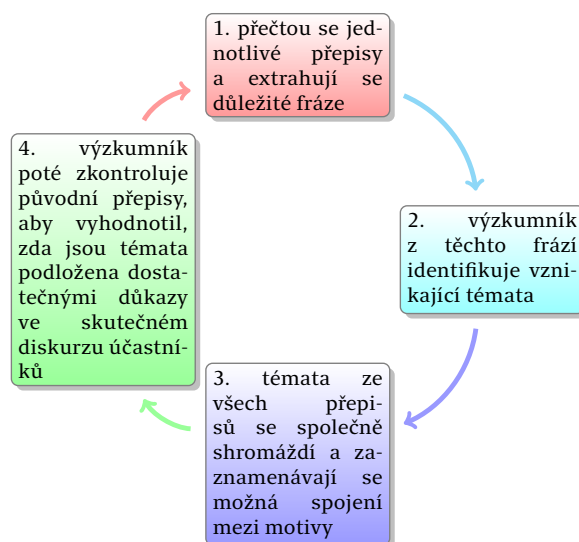 1. přečtou se jed-
notlivé přepisy
a extrahují se
důležité fráze
2. výzkumník
z těchto frází
identifikuje vzni-
kající témata
3. témata ze
všech přepi-
sů se společně
shromáždí a za-
znamenávají se
možná spojení
mezi motivy
4. výzkumník
poté zkontroluje
původní přepisy,
aby vyhodnotil,
zda jsou témata
podložena dosta-
tečnými důkazy
ve skutečném
diskurzu účastní-
ků